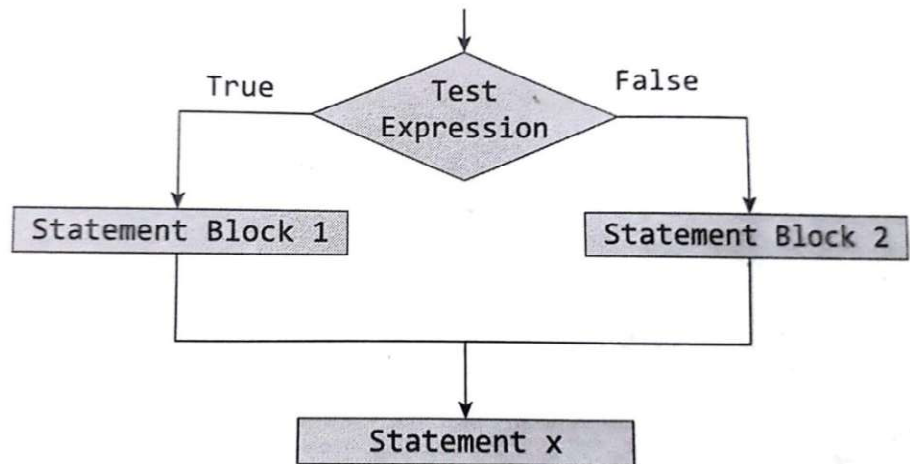 Test
Expression
True
False
Statement Block 1
Statement Block 2
Statement x